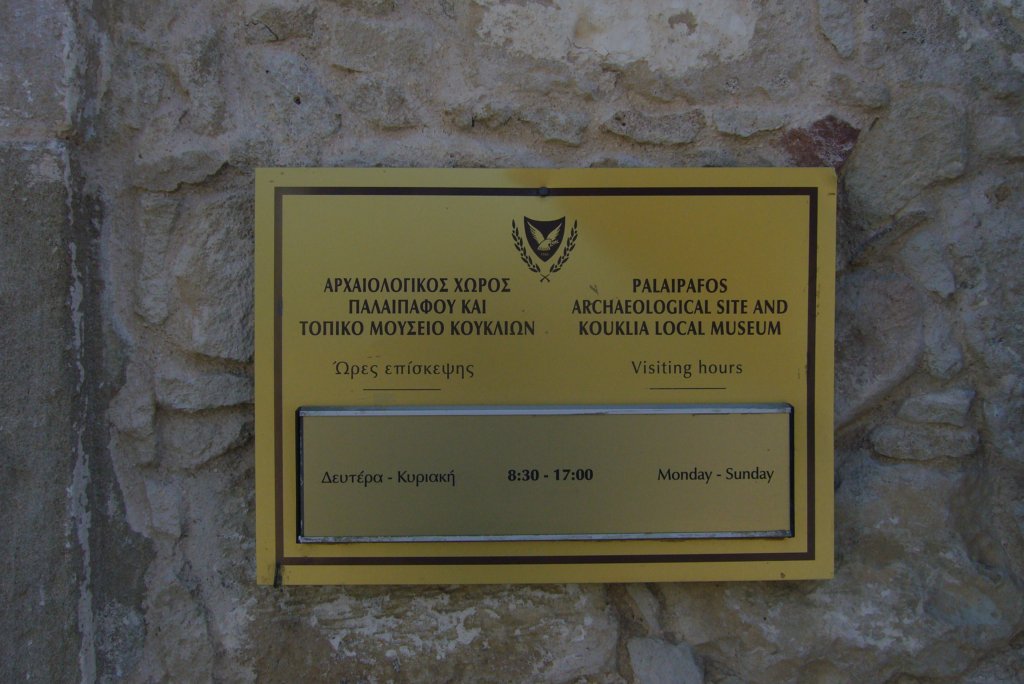 ΑΡΧΑΙΟΛΟΓΙΚΟΣ ΧΩΡΟΣ
ΠΑΛΑΙΠΑΦΟΥ ΚΑΙ
ΤΟΠΙΚΟ ΜΟΥΣΕΙΟ ΚΟΥΚΛΙΩΝ
Ώρες επίσκεψης
PALAIPAFOS
ARCHAEOLOGICAL SITE AND
KOUKLIA LOCAL MUSEUM
Visiting hours
Δευτέρα - Κυριακή 8:30 - 17:00 Monday - Sunday